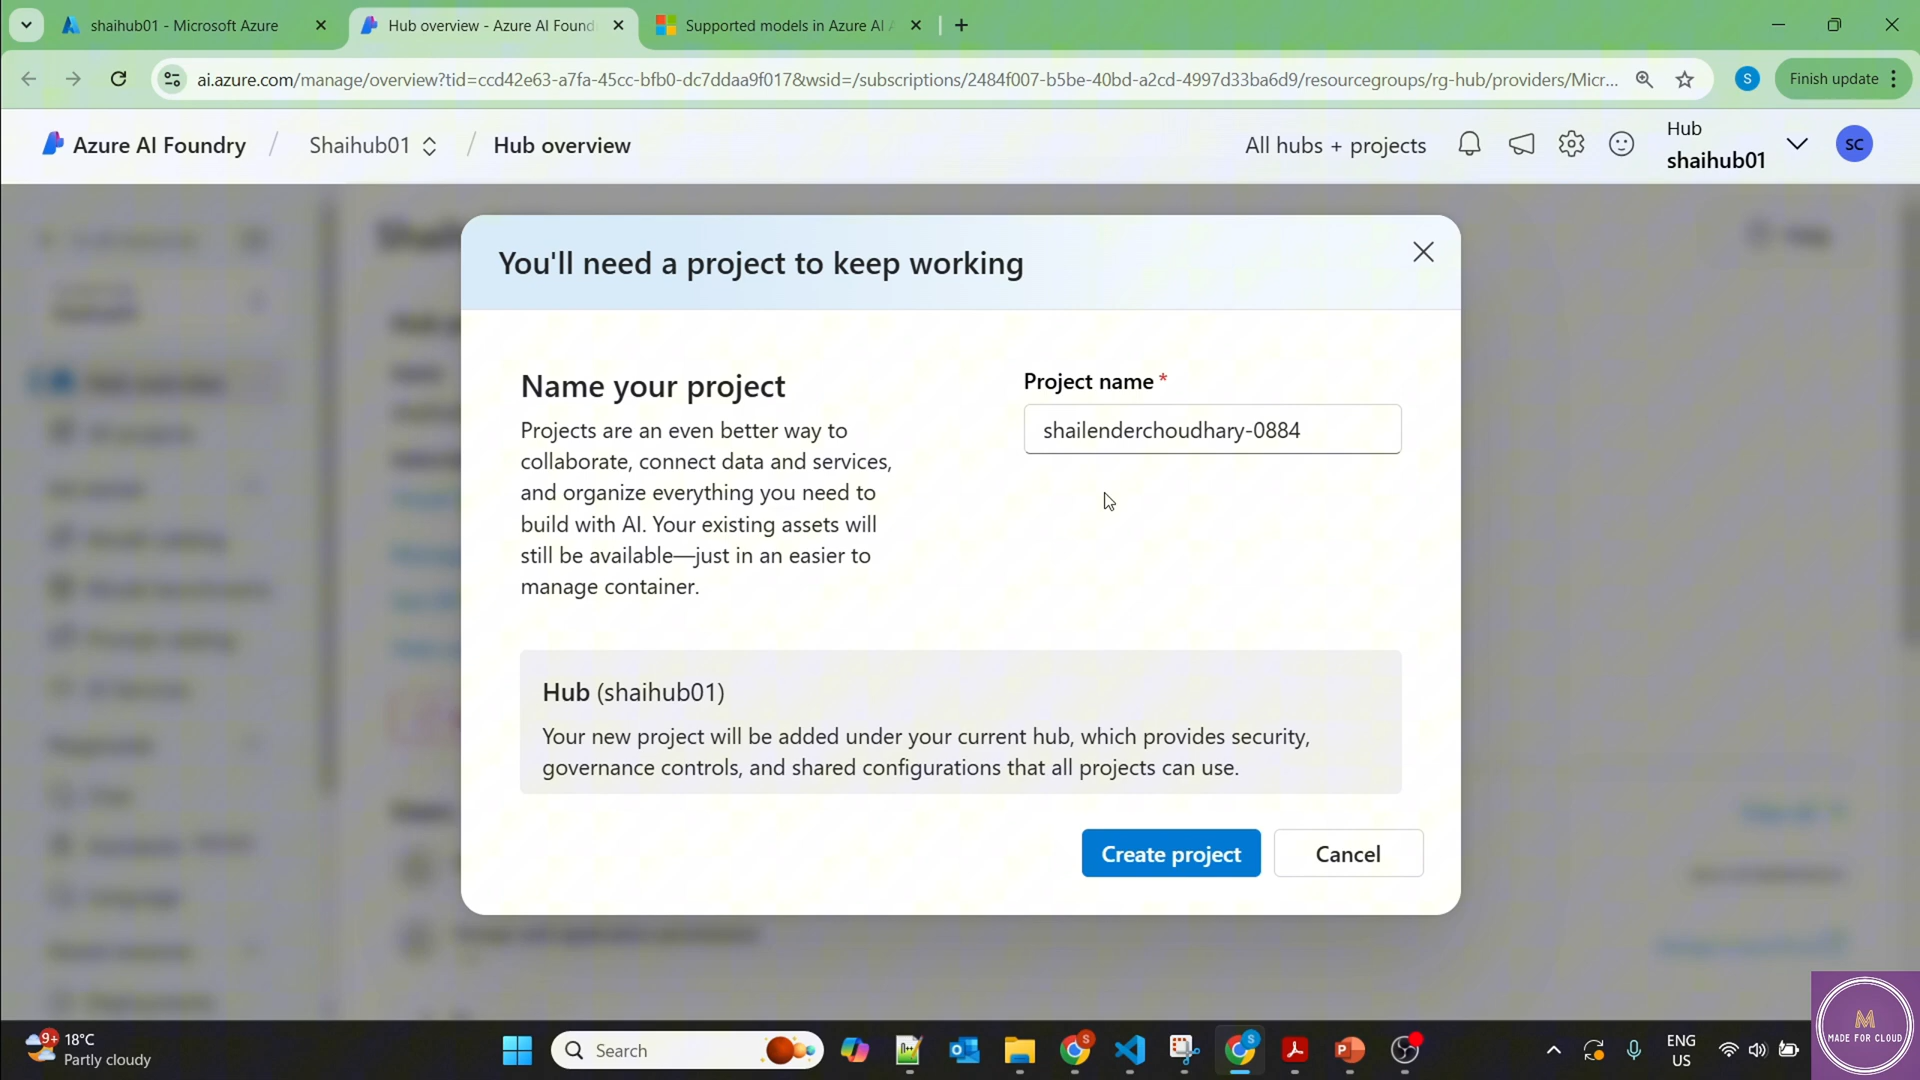 shaihub01 - Microsoft Azure
Hub overview - Azure AI Found
Supported models in Azure AI
ai.azure.com/manage/overview?tid=ccd42e63-a7fa-45cc-bfb0-dc7ddaa9f017&wsid=/subscriptions/2484f007-b5be-40bd-a2cd-4997d33ba6d9/resourcegroups/rg-hub/providers/Micr...
S
Finish update
Azure AI Foundry / Shaihub01 / Hub overview
All hubs + projects
Hub
shaihub01
SC
You'll need a project to keep working
Name your project
Projects are an even better way to
collaborate, connect data and services,
and organize everything you need to
build with AI. Your existing assets will
still be available—just in an easier to
manage container.
Project name *
shailenderchoudhary-0884
Hub (shaihub01)
Your new project will be added under your current hub, which provides security,
governance controls, and shared configurations that all projects can use.
Create project
Cancel
9+
18°C
Partly cloudy
Search
S
S
ENG
US
M
MADE FOR CLOUD